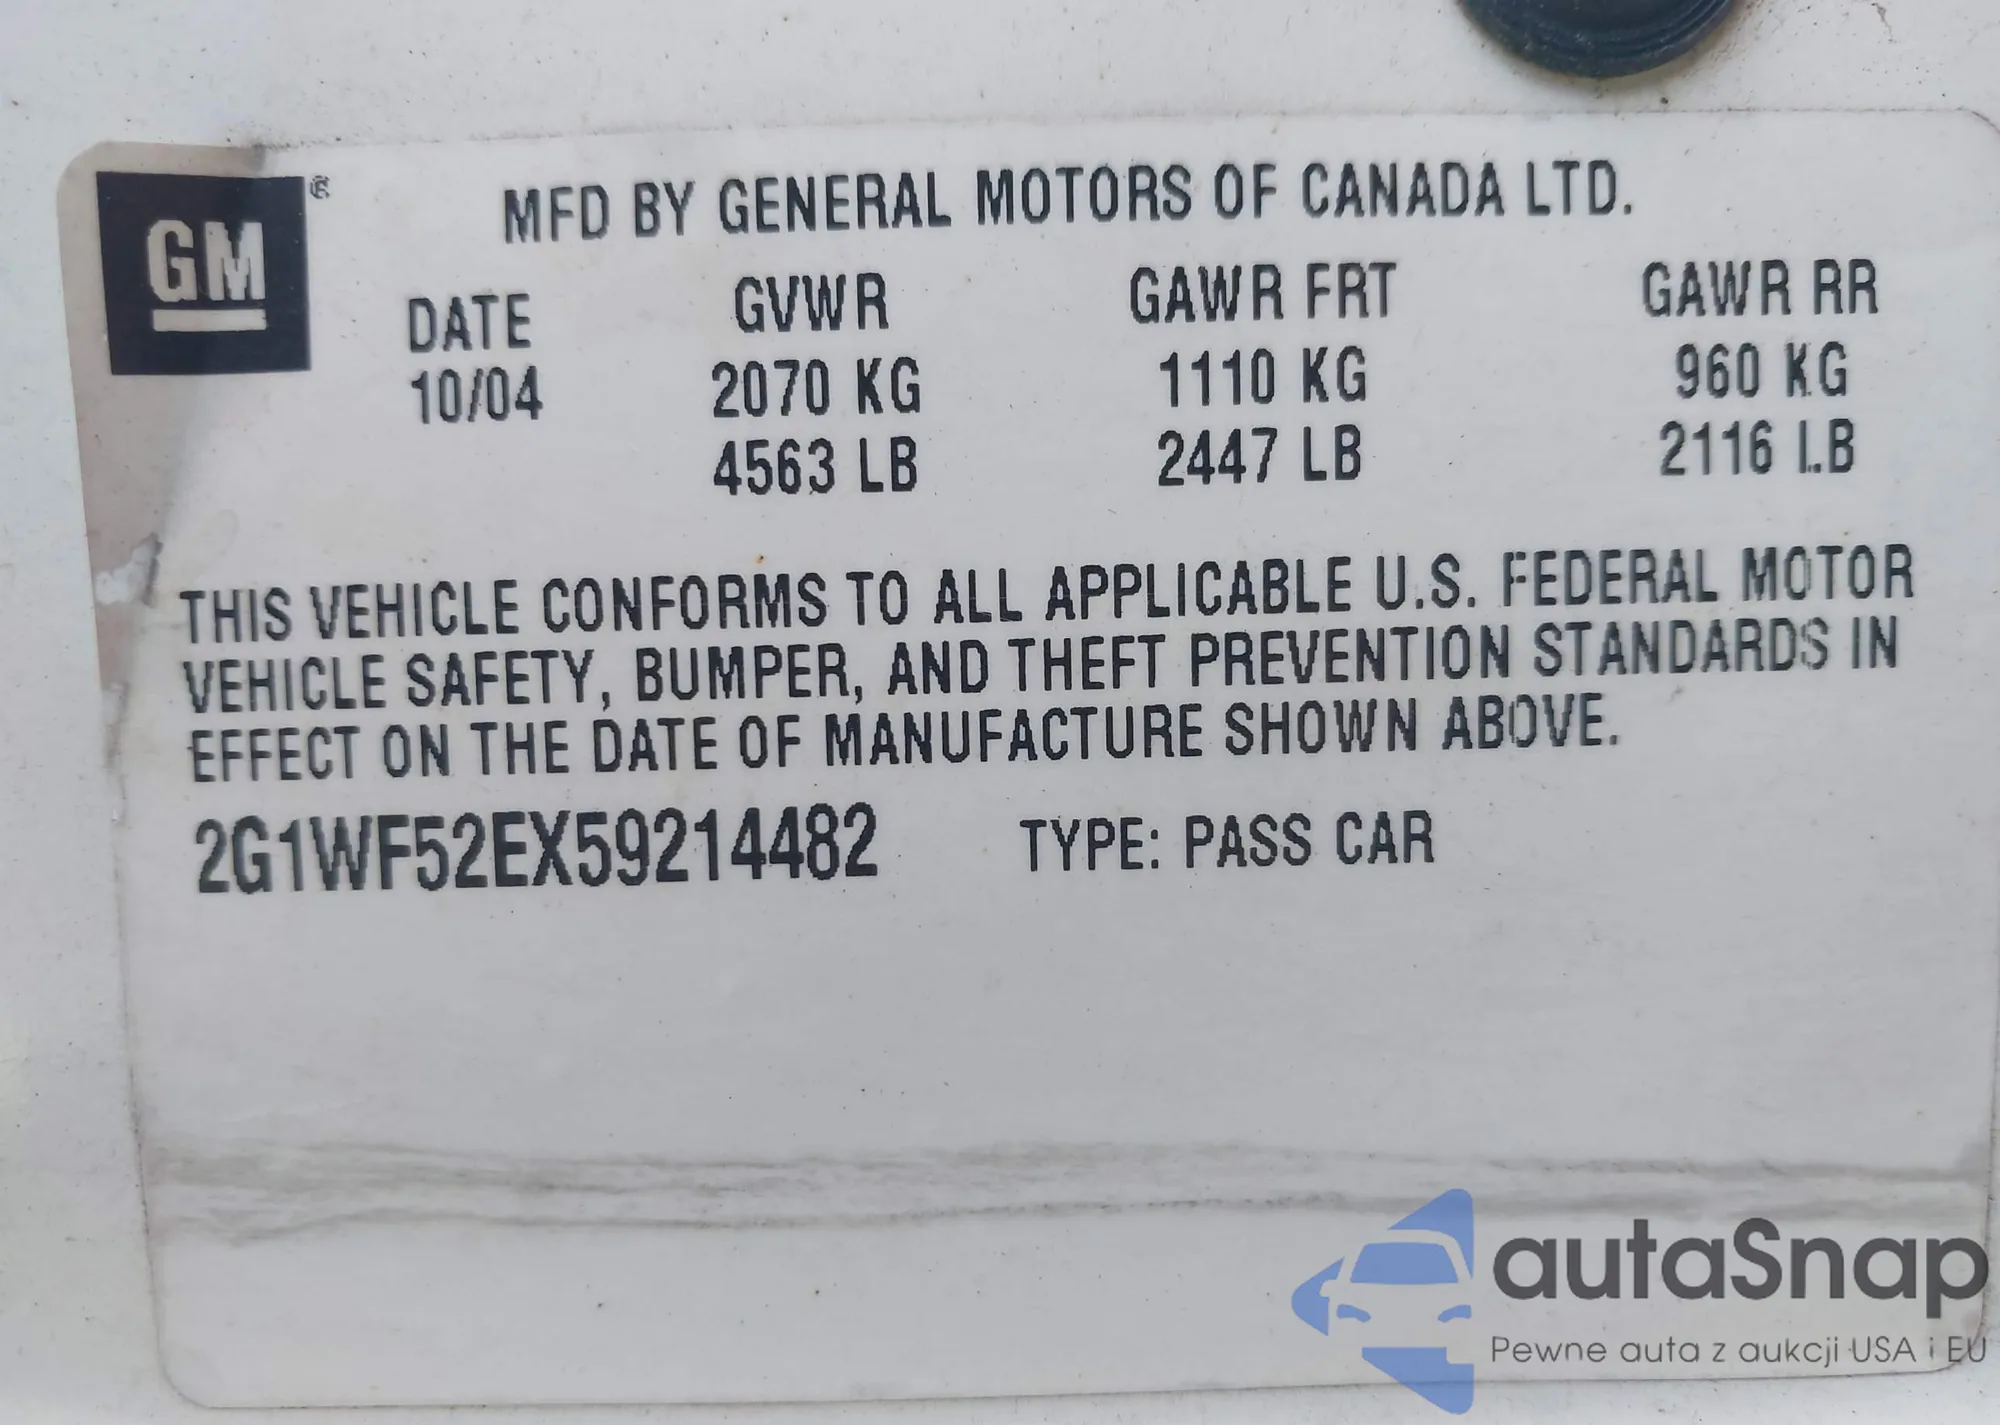 GM
MFD BY GENERAL MOTORS OF CANADA LTD.
DATE GVWR GAWR FRT GAWR RR
10/04 2070 KG 1110 KG 960 KG
4563 LB 2447 LB 2116 LB
THIS VEHICLE CONFORMS TO ALL APPLICABLE U.S. FEDERAL MOTOR
VEHICLE SAFETY, BUMPER, AND THEFT PREVENTION STANDARDS IN
EFFECT ON THE DATE OF MANUFACTURE SHOWN ABOVE.
2G1WF52EX59214482 TYPE: PASS CAR
autaSnap
Pewne auta z aukcji USA i EU